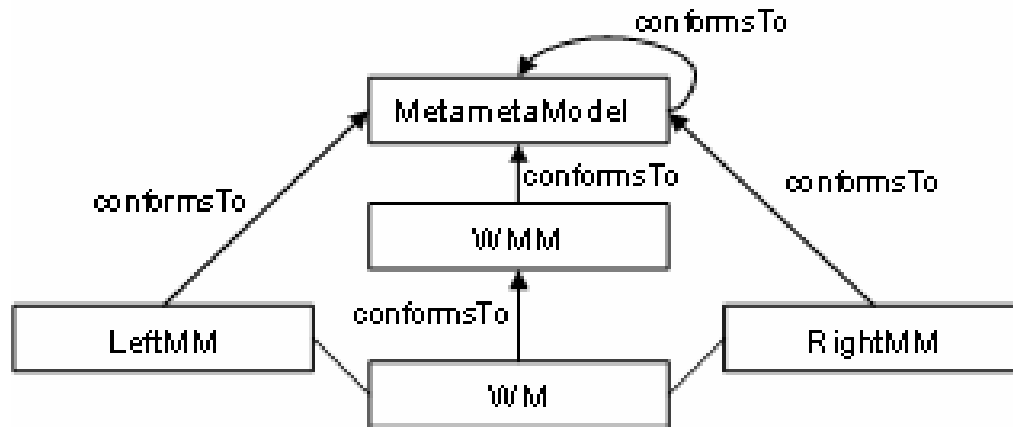 conformsTo
MetametaModel
conformsTo
conformsTo
conformsTo
WMM
conformsTo
LeftMM
RightMM
WM